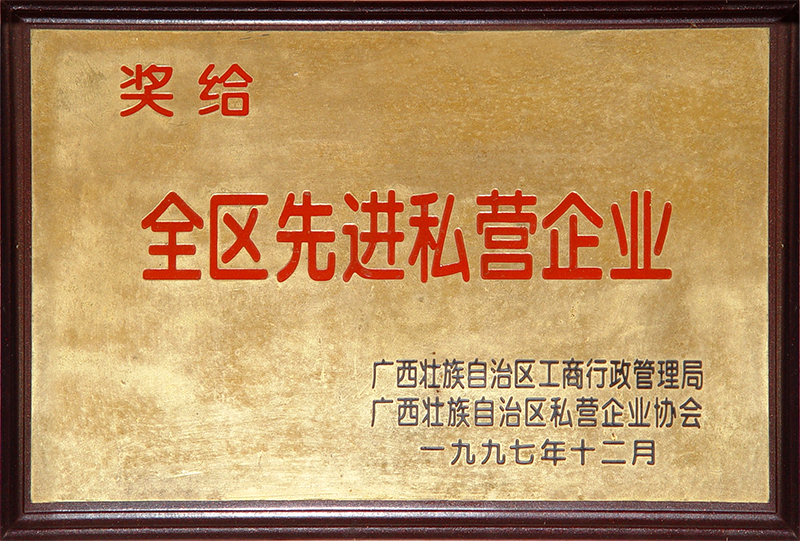 奖给
全区先进私营企业
广西壮族自治区工商行政管理局
广西壮族自治区私营企业协会
一九九七年十二月